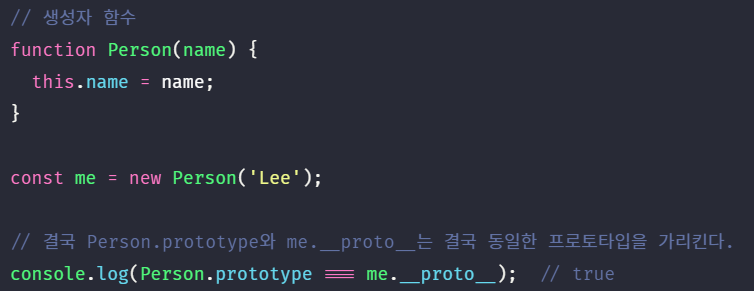 // 생성자 함수
function Person(name) {
  this.name = name;
}

const me = new Person('Lee');

// 결국 Person.prototype와 me.__proto__는 결국 동일한 프로토타입을 가리킨다.
console.log(Person.prototype === me.__proto__);  // true